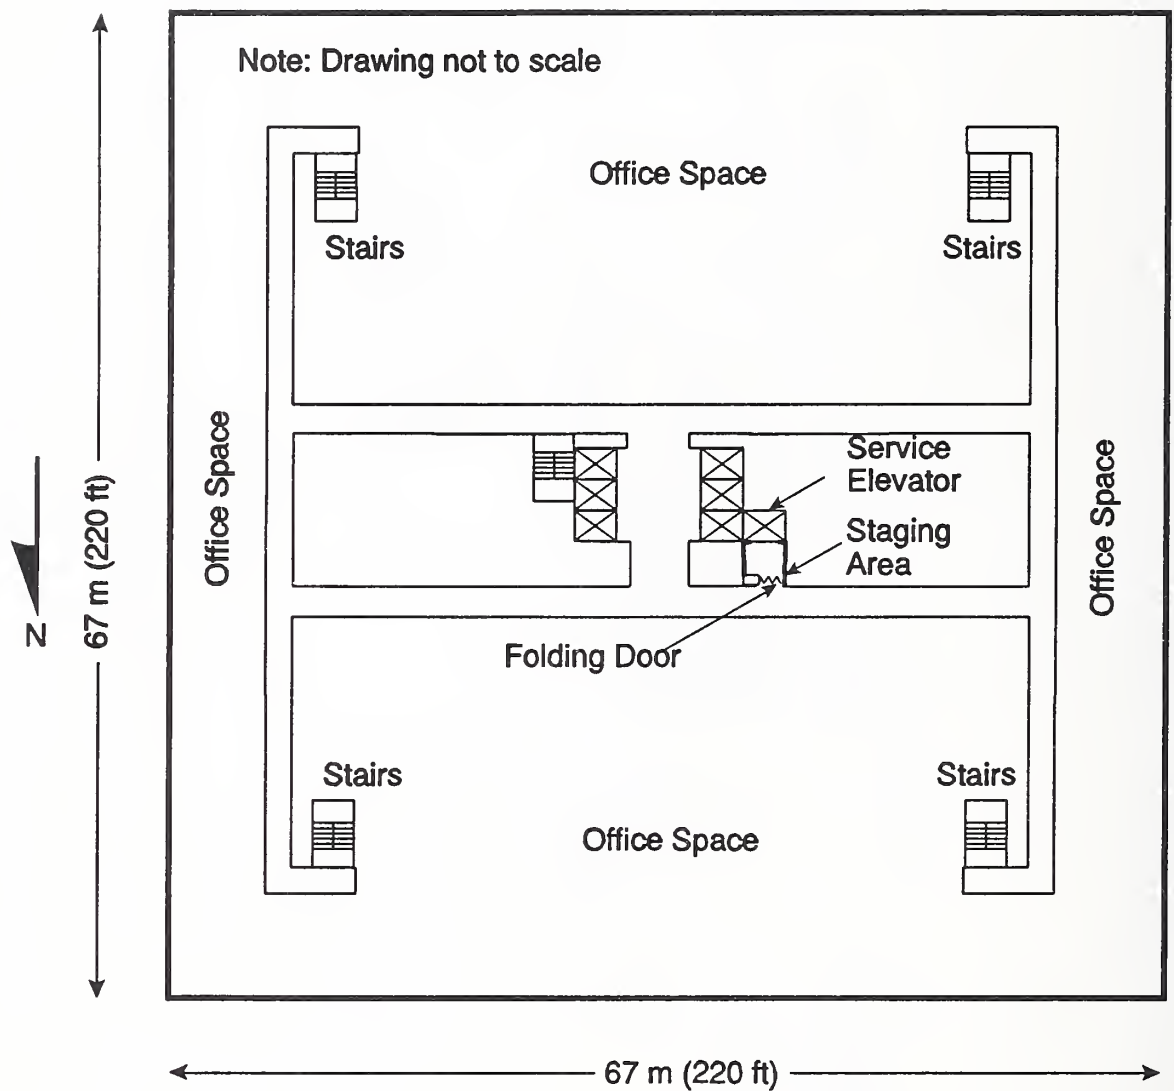 Note: Drawing not to scale
Office Space
Stairs
Stairs
Service
Elevator
Staging
Area
Office Space
Office Space
67 m (220 ft)
N
Folding Door
Stairs
Stairs
Office Space
67 m (220 ft)